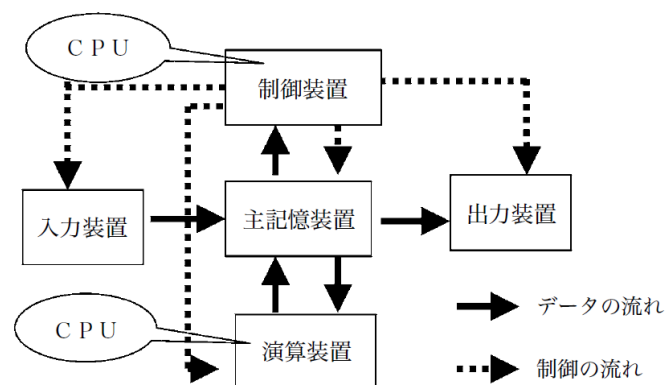 ＣＰＵ
制御装置
入力装置
主記憶装置
出力装置
データの流れ
ＣＰＵ
演算装置
制御の流れ